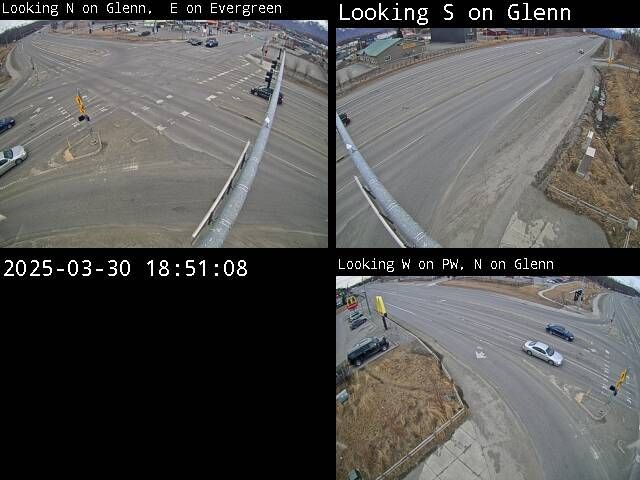 Looking N on Glenn,  E on Evergreen
Looking S on Glenn
2025-03-30 18:51:08
Looking W on PW, N on Glenn